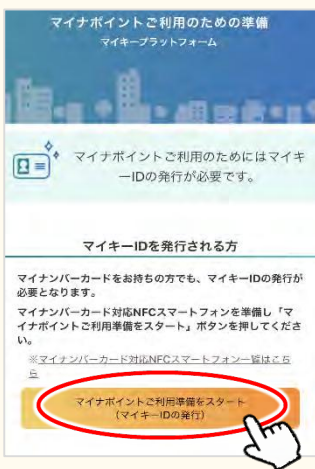 マイナポイントご利用のための準備
マイキープラットフォーム
マイナポイントご利用のためにはマイキ
ーIDの発行が必要です。
マイキーIDを発行される方
マイナンバーカードをお持ちの方でも、マイキーIDの発行が
必要となります。
マイナンバーカード対応NFCスマートフォンを準備し「マ
イナポイントご利用準備をスタート」ボタンを押してくださ
い。
※マイナンバーカード対応NFCスマートフォン一覧はこち
ら
マイナポイントご利用準備をスタート
(マイキーIDの発行)